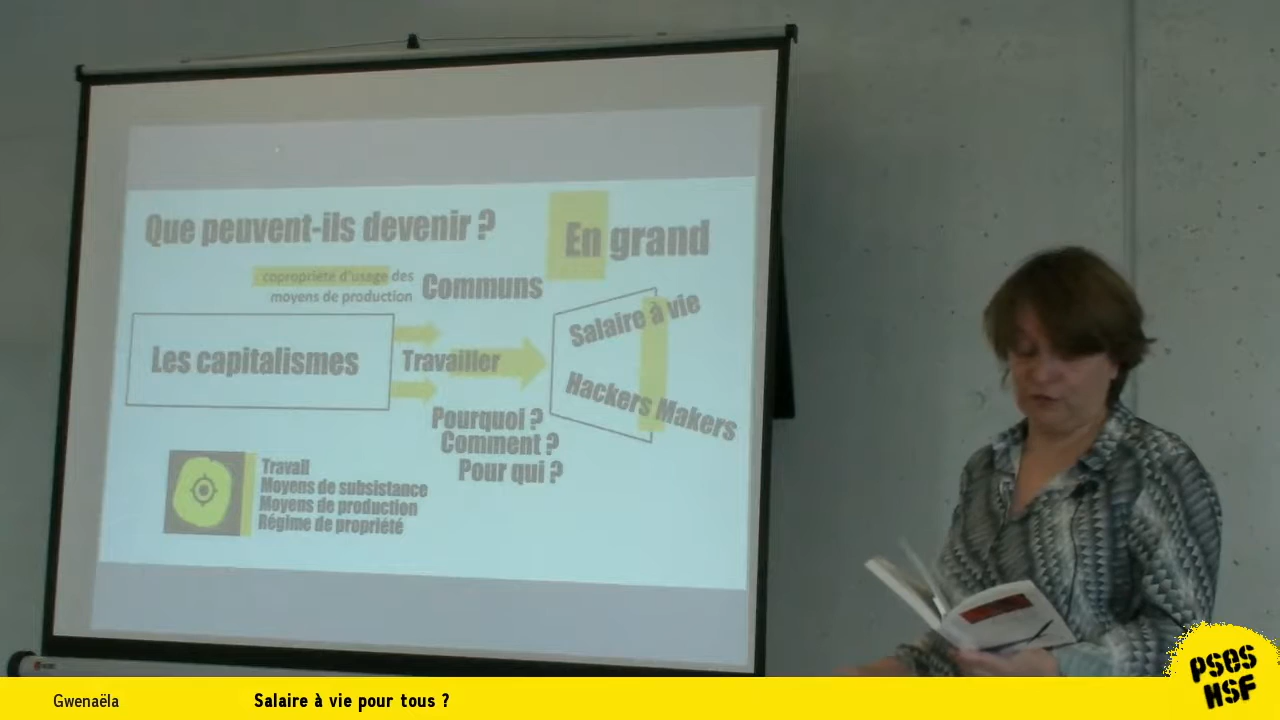 Que peuvent-ils devenir ?
En grand
copropriété d'usage des
moyens de production
Communs
Les capitalismes
Travailler
Salaire à vie
Hackers Makers
Pourquoi ?
Comment ?
Pour qui ?
Travail
Moyens de subsistance
Moyens de production
Régime de propriété
Gwenaëla
Salaire à vie pour tous ?
PSES
HSF